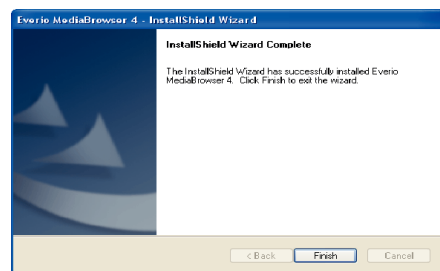 Everio MediaBrowser 4 - InstallShield Wizard
InstallShield Wizard Complete
The InstallShield Wizard has successfully installed Everio
MediaBrowser 4. Click Finish to exit the wizard.
< Back
Finish
Cancel